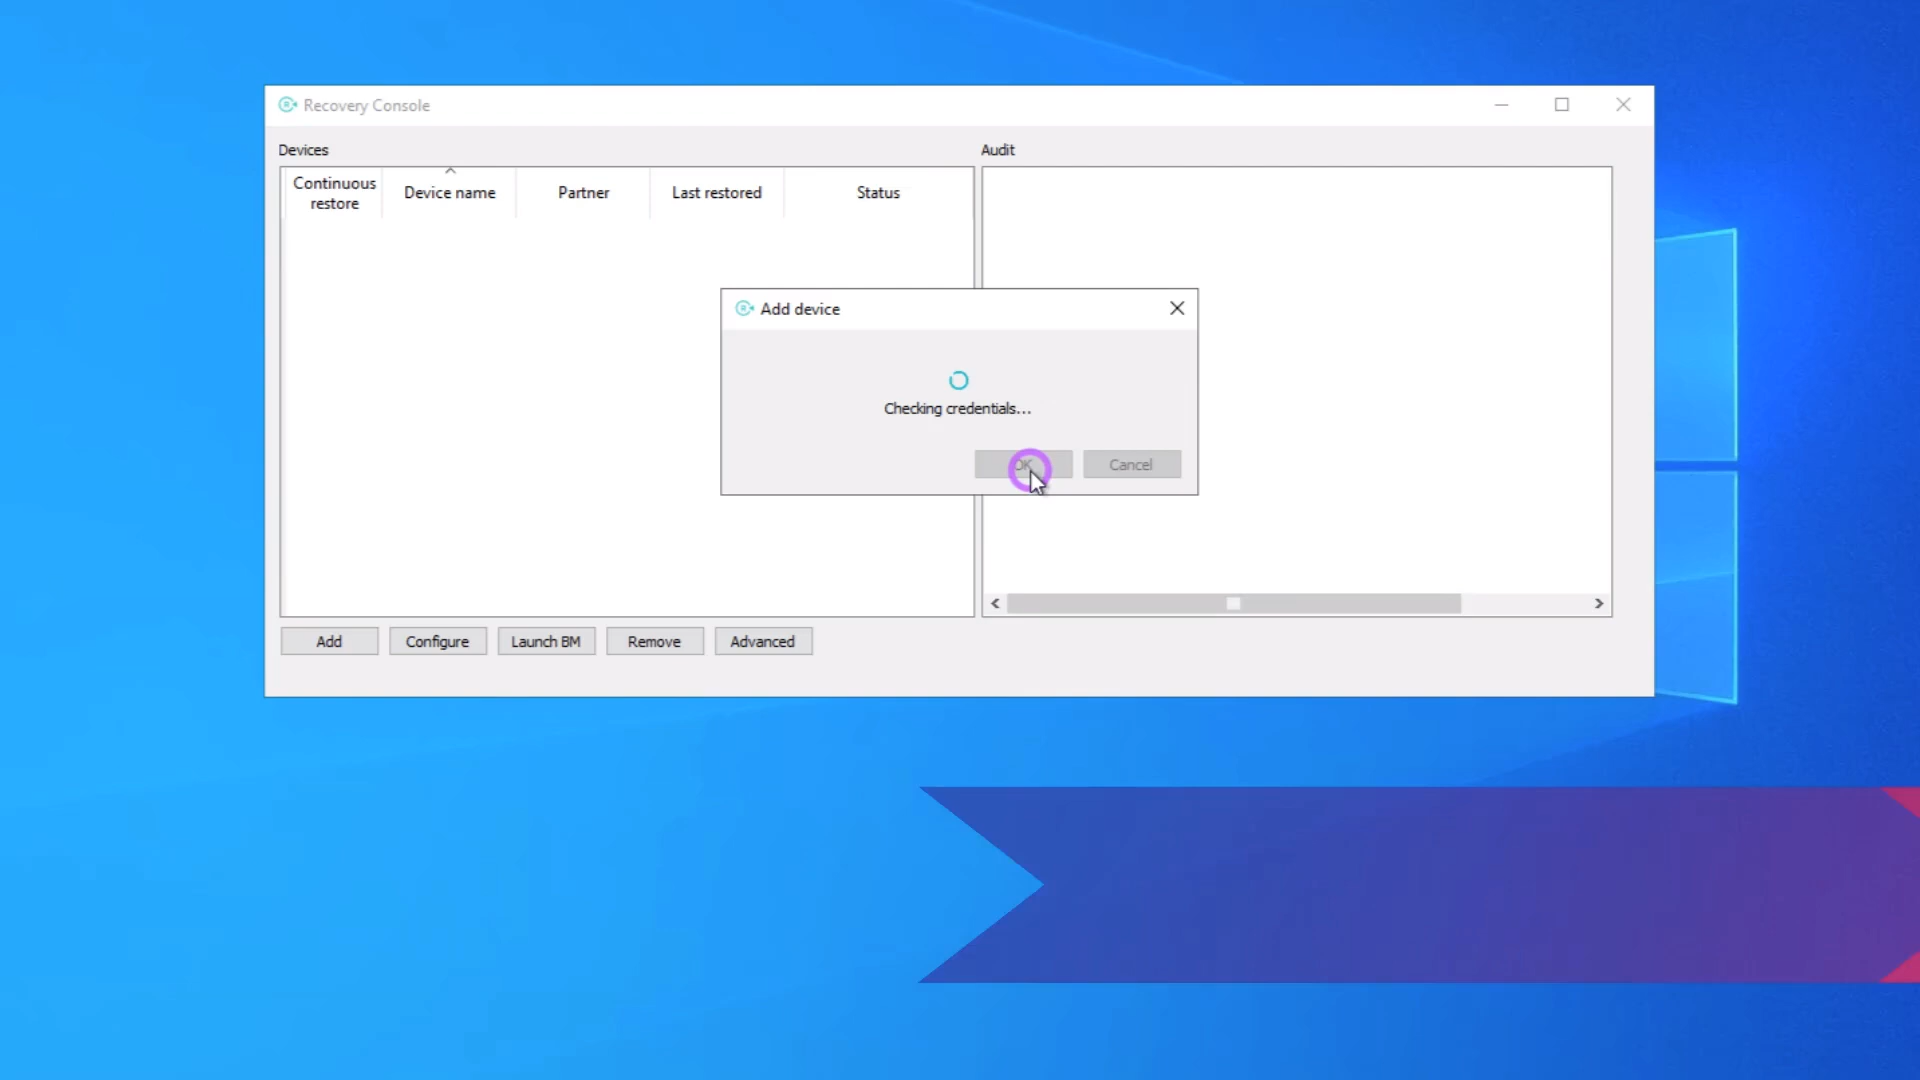 Recovery Console
Devices
Audit
Continuous
restore
Device name
Partner
Last restored
Status
Add device
Checking credentials...
OK
Cancel
Add
Configure
Launch BM
Remove
Advanced